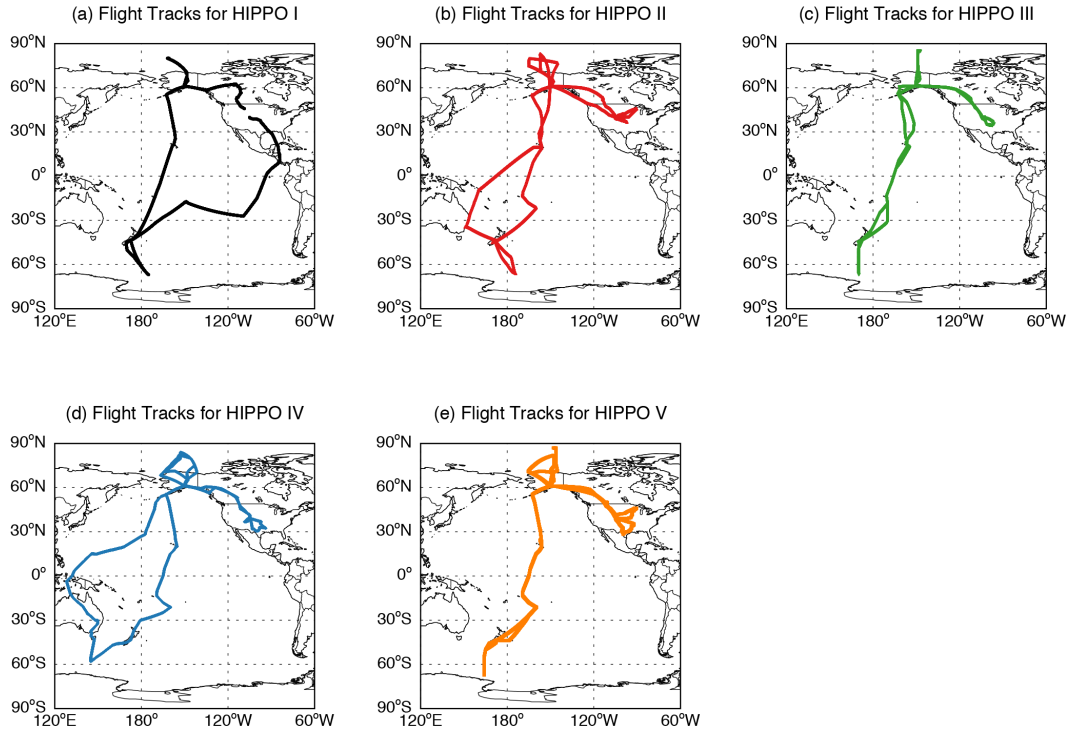 (a) Flight Tracks for HIPPO I
(b) Flight Tracks for HIPPO II
(c) Flight Tracks for HIPPO III
90°N
60°N
30°N
0°
30°S
60°S
90°S
120°E 180° 120°W 60°W
90°N
60°N
30°N
0°
30°S
60°S
90°S
120°E 180° 120°W 60°W
90°N
60°N
30°N
0°
30°S
60°S
90°S
120°E 180° 120°W 60°W
(d) Flight Tracks for HIPPO IV
(e) Flight Tracks for HIPPO V
90°N
60°N
30°N
0°
30°S
60°S
90°S
120°E 180° 120°W 60°W
90°N
60°N
30°N
0°
30°S
60°S
90°S
120°E 180° 120°W 60°W